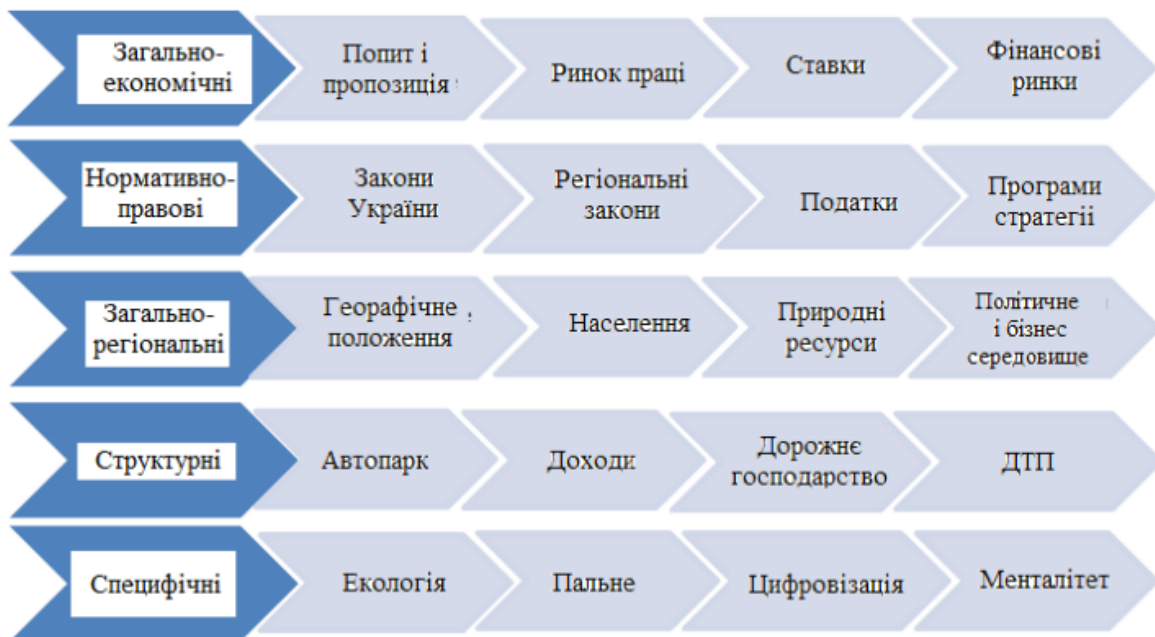 Загально-
економічні
Попит і
пропозиція
Ринок праці
Ставки
Фінансові
ринки
Нормативно-
правові
Закони
України
Регіональні
закони
Податки
Програми
стратегіі
Загально-
регіональні
Георафічне
положення
Населення
Природні
ресурси
Політичне
і бізнес
середовище
Структурні
Автопарк
Доходи
Дорожнє
господарство
ДТП
Специфічні
Екологія
Пальне
Цифровізація
Менталітет